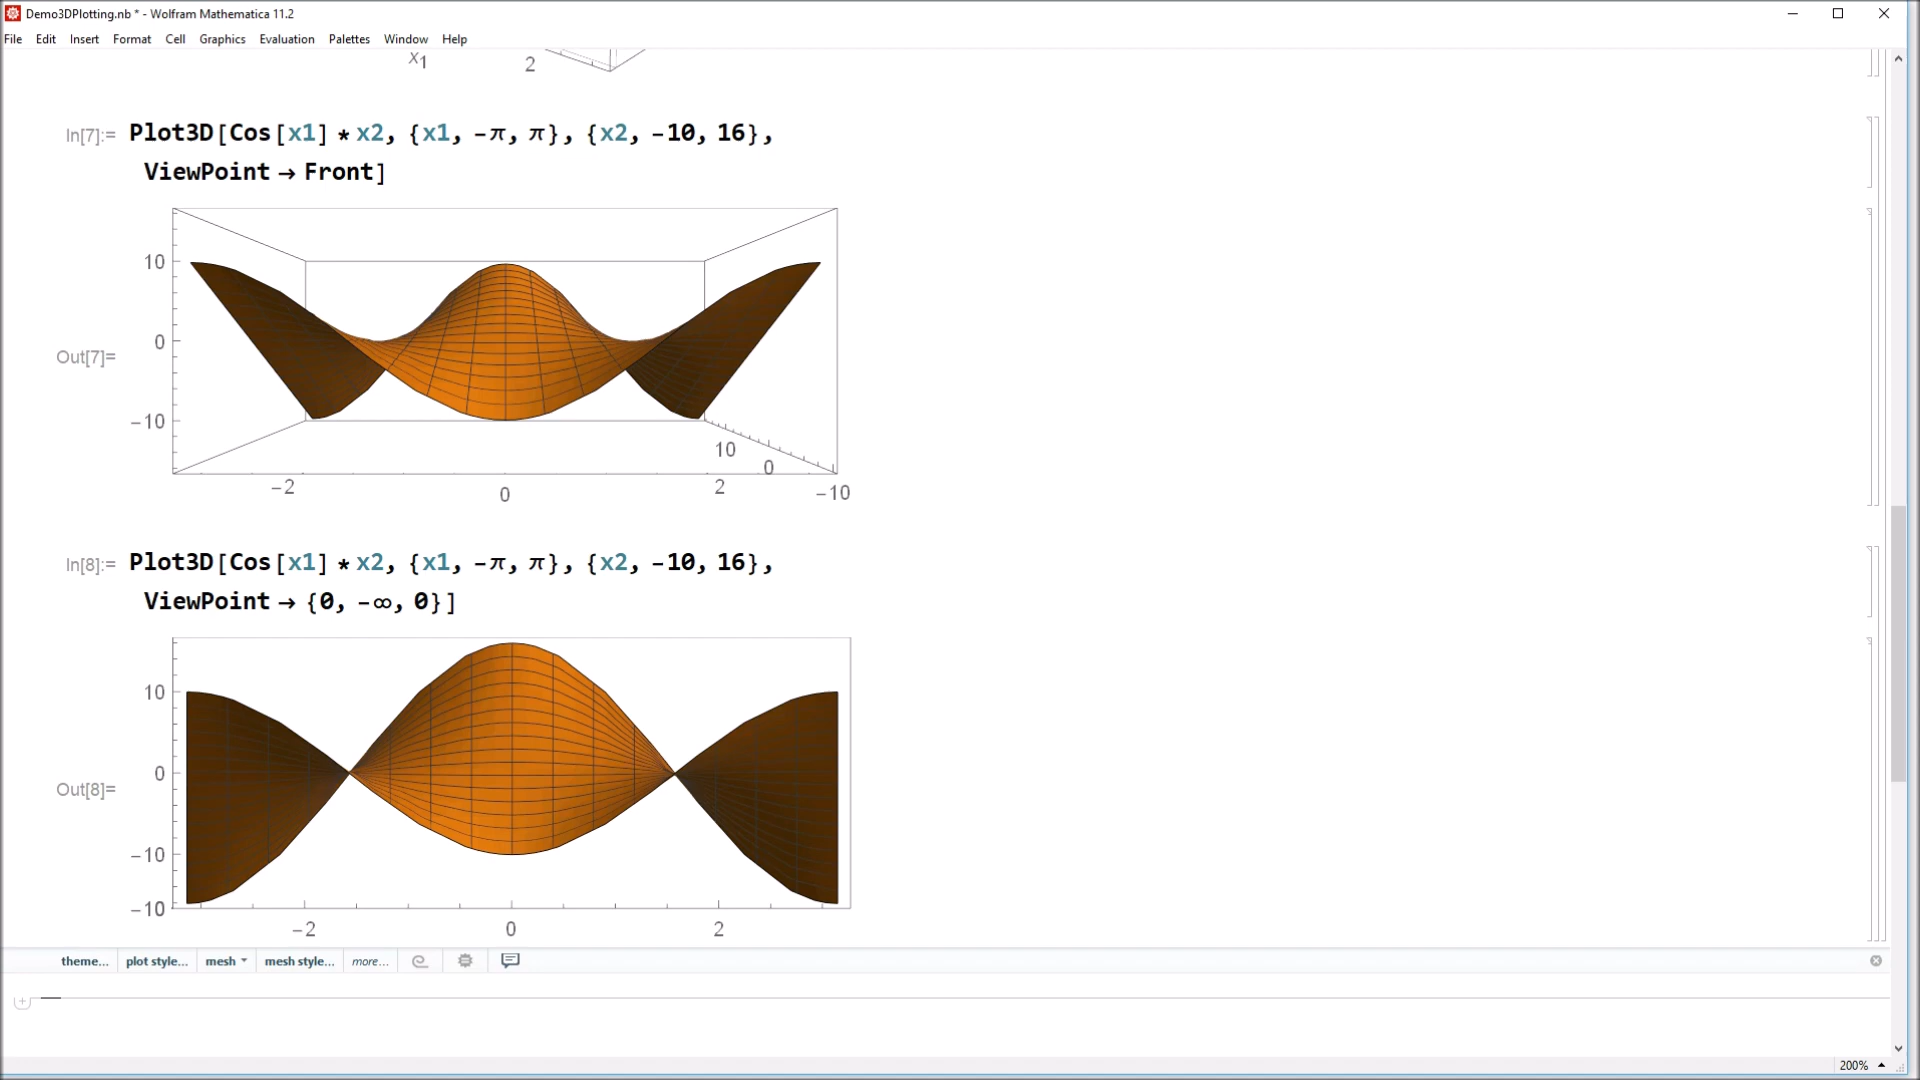 Demo3DPlotting.nb * - Wolfram Mathematica 11.2
File Edit Insert Format Cell Graphics Evaluation Palettes Window Help
x1 2
In[7]:= Plot3D[Cos[x1] * x2, {x1, -π, π}, {x2, -10, 16},
ViewPoint → Front]
10
0
Out[7]=
-10
10
0
-2 0 2 -10
In[8]:= Plot3D[Cos[x1] * x2, {x1, -π, π}, {x2, -10, 16},
ViewPoint → {0, -∞, 0}]
10
0
Out[8]=
-10
-10
-2 0 2
theme... plot style... mesh mesh style... more...
200%